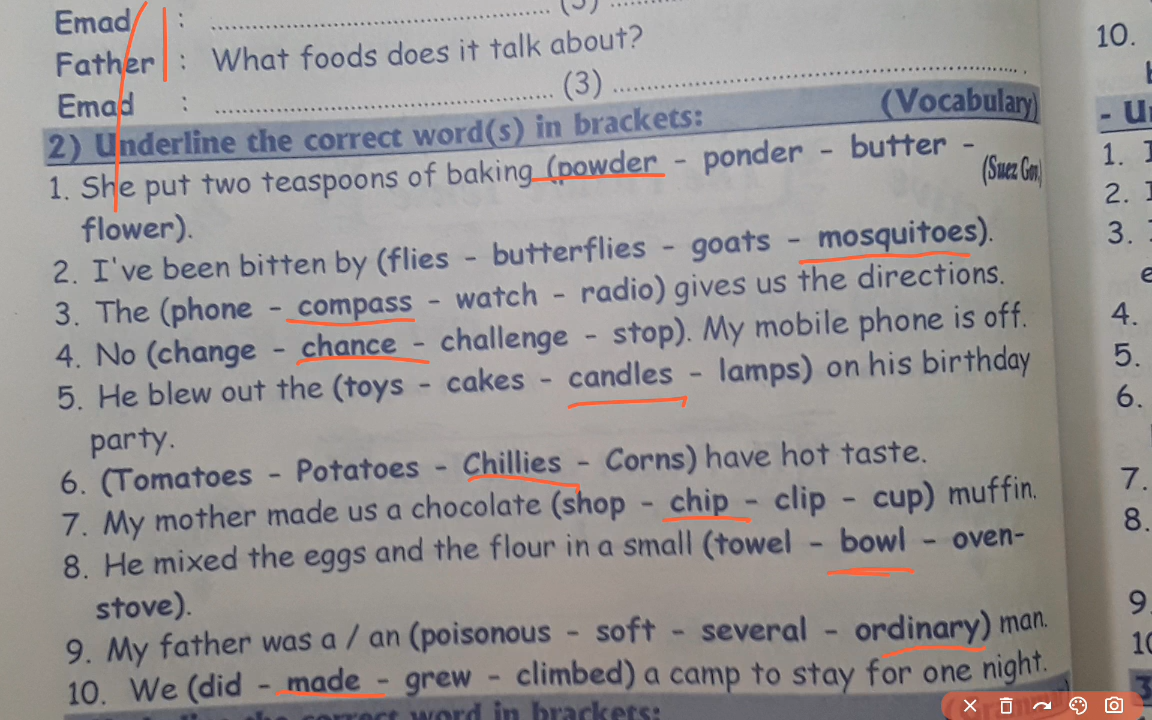 Emad :
Father : What foods does it talk about?
Emad : (3)
2) Underline the correct word(s) in brackets: (Vocabulary)
1. She put two teaspoons of baking (powder - ponder - butter - (Suez Gov.)
flower).
2. I've been bitten by (flies - butterflies - goats - mosquitoes).
3. The (phone - compass - watch - radio) gives us the directions.
4. No (change - chance - challenge - stop). My mobile phone is off.
5. He blew out the (toys - cakes - candles - lamps) on his birthday
party.
6. (Tomatoes - Potatoes - Chillies - Corns) have hot taste.
7. My mother made us a chocolate (shop - chip - clip - cup) muffin.
8. He mixed the eggs and the flour in a small (towel - bowl - oven-
stove).
9. My father was a / an (poisonous - soft - several - ordinary) man.
10. We (did - made - grew - climbed) a camp to stay for one night.
the correct word in brackets:
10.
1.
2.
3.
4.
5.
6.
7.
8.
9.
3